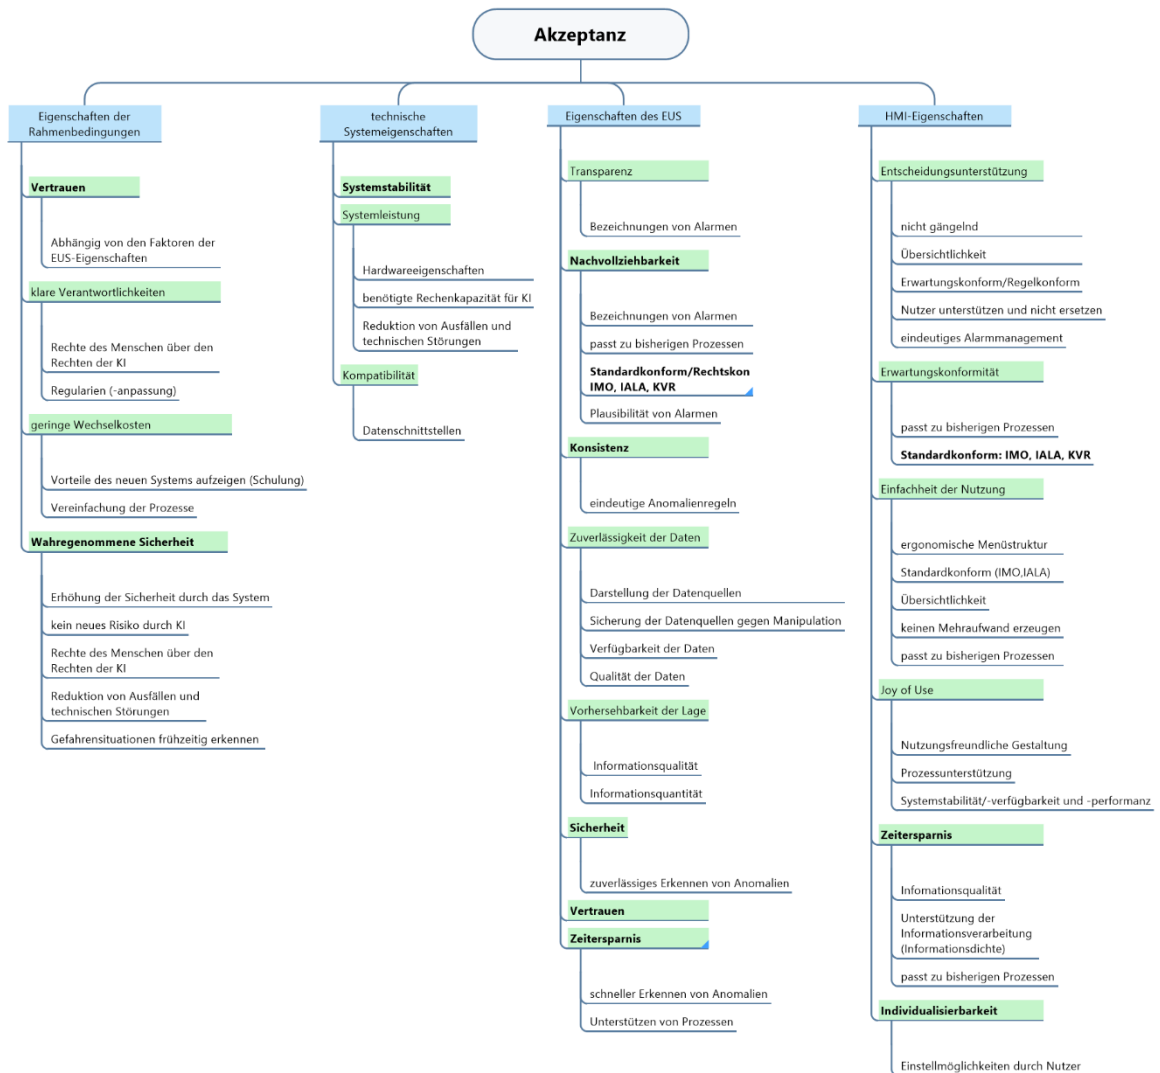 Akzeptanz
Eigenschaften der
Rahmenbedingungen
Vertrauen
Abhängig von den Faktoren der
EUS-Eigenschaften
klare Verantwortlichkeiten
Rechte des Menschen über den
Rechten der KI
Regularien (-anpassung)
geringe Wechselkosten
Vorteile des neuen Systems aufzeigen (Schulung)
Vereinfachung der Prozesse
Wahregenommene Sicherheit
Erhöhung der Sicherheit durch das System
kein neues Risiko durch KI
Rechte des Menschen über den
Rechten der KI
Reduktion von Ausfällen und
technischen Störungen
Gefahrensituationen frühzeitig erkennen
technische
Systemeigenschaften
Systemstabilität
Systemleistung
Hardwareeigenschaften
benötigte Rechenkapazität für KI
Reduktion von Ausfällen und
technischen Störungen
Kompatibilität
Datenschnittstellen
Eigenschaften des EUS
Transparenz
Bezeichnungen von Alarmen
Nachvollziehbarkeit
Bezeichnungen von Alarmen
passt zu bisherigen Prozessen
Standardkonform/Rechtskon
IMO, IALA, KVR
Plausibilität von Alarmen
Konsistenz
eindeutige Anomalienregeln
Zuverlässigkeit der Daten
Darstellung der Datenquellen
Sicherung der Datenquellen gegen Manipulation
Verfügbarkeit der Daten
Qualität der Daten
Vorhersehbarkeit der Lage
Informationsqualität
Informationsquantität
Sicherheit
zuverlässiges Erkennen von Anomalien
Vertrauen
Zeitersparnis
schneller Erkennen von Anomalien
Unterstützen von Prozessen
HMI-Eigenschaften
Entscheidungsunterstützung
nicht gängelnd
Übersichtlichkeit
Erwartungskonform/Regelkonform
Nutzer unterstützen und nicht ersetzen
eindeutiges Alarmmanagement
Erwartungskonformität
passt zu bisherigen Prozessen
Standardkonform: IMO, IALA, KVR
Einfachheit der Nutzung
ergonomische Menüstruktur
Standardkonform (IMO,IALA)
Übersichtlichkeit
keinen Mehraufwand erzeugen
passt zu bisherigen Prozessen
Joy of Use
Nutzungsfreundliche Gestaltung
Prozessunterstützung
Systemstabilität/-verfügbarkeit und -performanz
Zeitersparnis
Infomationsqualität
Unterstützung der
Informationsverarbeitung
(Informationsdichte)
passt zu bisherigen Prozessen
Individualisierbarkeit
Einstellmöglichkeiten durch Nutzer